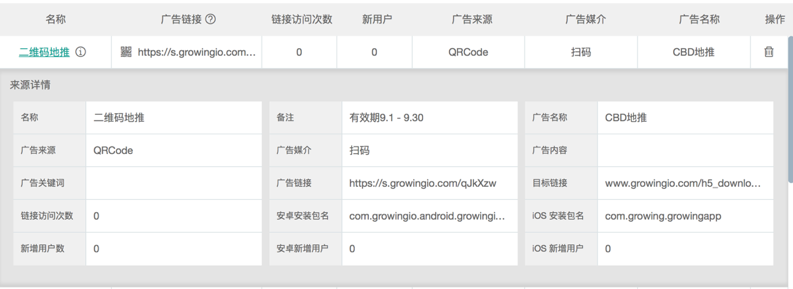 名称 广告链接 ? 链接访问次数 新用户 广告来源 广告媒介 广告名称 操作
二维码地推 https://s.growingio.com... 0 0 QRCode 扫码 CBD地推
来源详情
名称 二维码地推 备注 有效期9.1 - 9.30 广告名称 CBD地推
广告来源 QRCode 广告媒介 扫码 广告内容
广告关键词 广告链接 https://s.growingio.com/qJkXzw 目标链接 www.growingio.com/h5_downlo...
链接访问次数 0 安卓安装包名 com.growingio.android.growingi... iOS 安装包名 com.growing.growingapp
新增用户数 0 安卓新增用户 0 iOS 新增用户 0